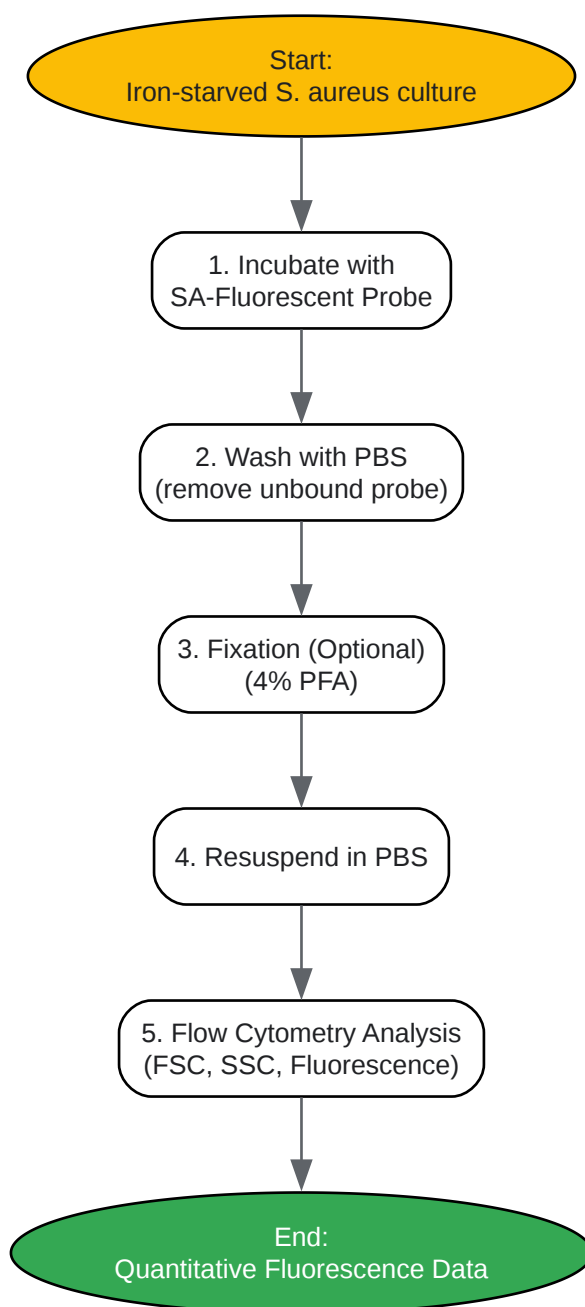 Start:
Iron-starved S. aureus culture
1. Incubate with
SA-Fluorescent Probe
2. Wash with PBS
(remove unbound probe)
3. Fixation (Optional)
(4% PFA)
4. Resuspend in PBS
5. Flow Cytometry Analysis
(FSC, SSC, Fluorescence)
End:
Quantitative Fluorescence Data